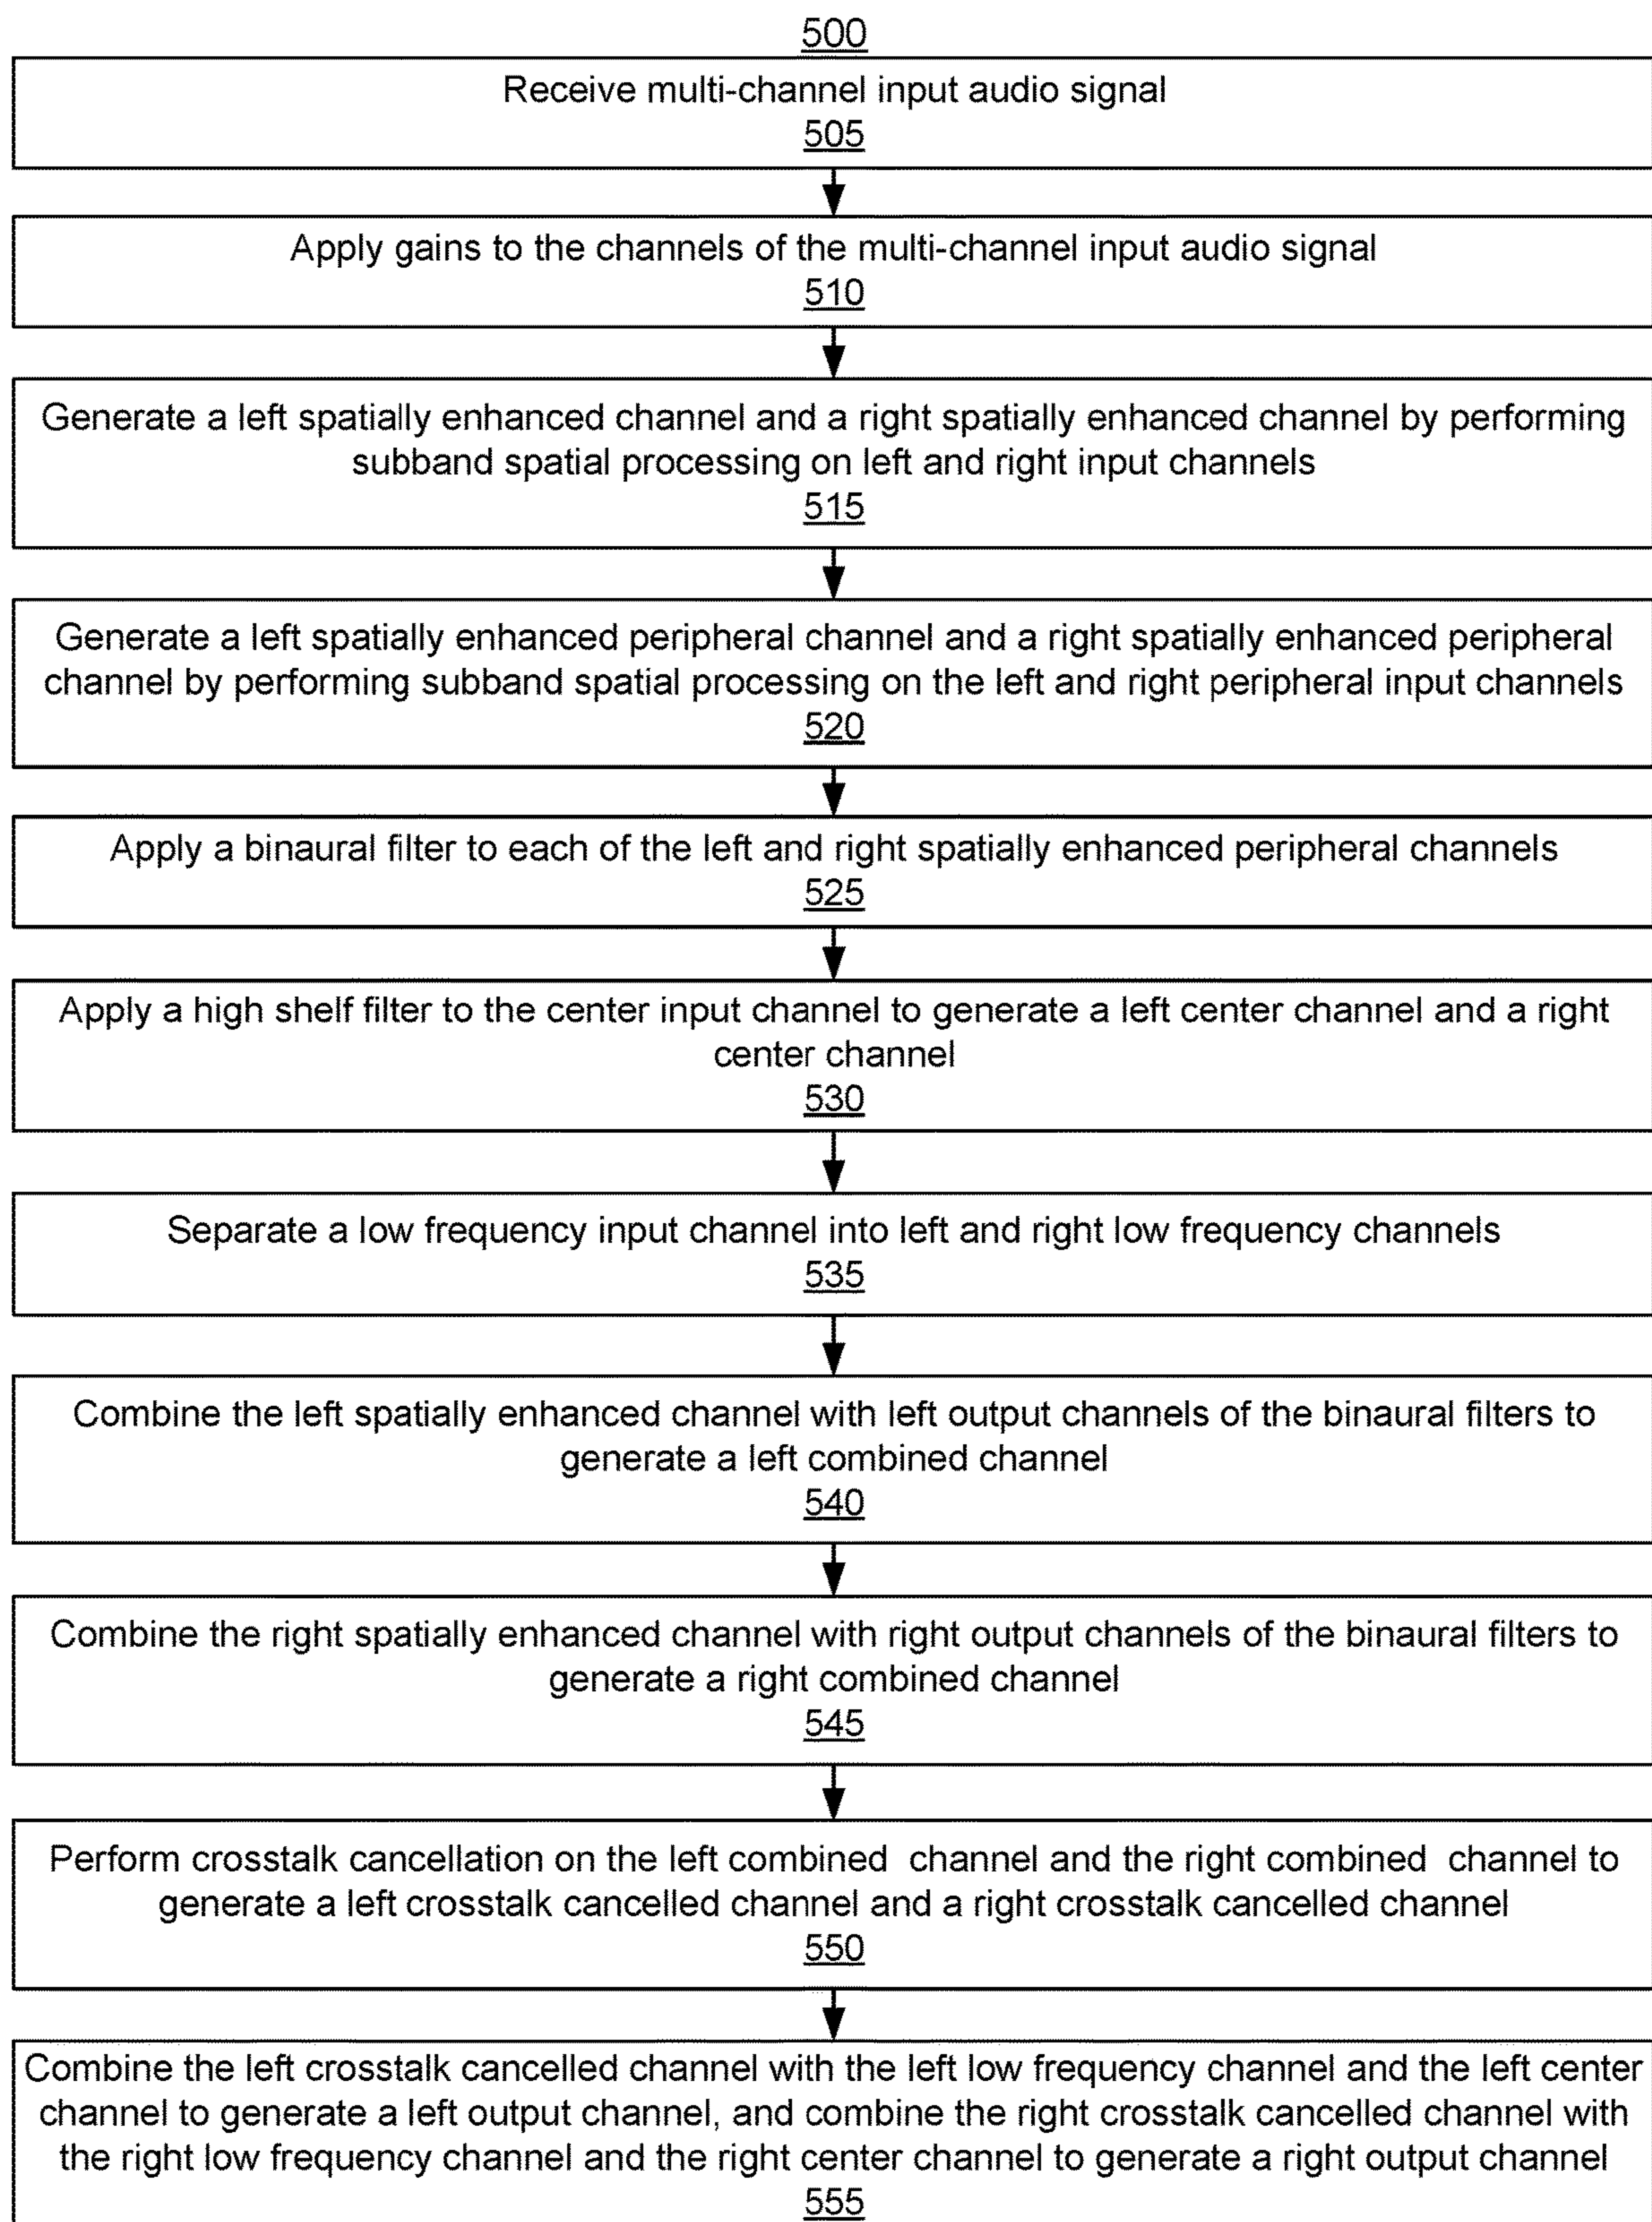 500
Receive multi-channel input audio signal
505
Apply gains to the channels of the multi-channel input audio signal
510
Generate a left spatially enhanced channel and a right spatially enhanced channel by performing
subband spatial processing on left and right input channels
515
Generate a left spatially enhanced peripheral channel and a right spatially enhanced peripheral
channel by performing subband spatial processing on the left and right peripheral input channels
520
Apply a binaural filter to each of the left and right spatially enhanced peripheral channels
525
Apply a high shelf filter to the center input channel to generate a left center channel and a right
center channel
530
Separate a low frequency input channel into left and right low frequency channels
535
Combine the left spatially enhanced channel with left output channels of the binaural filters to
generate a left combined channel
540
Combine the right spatially enhanced channel with right output channels of the binaural filters to
generate a right combined channel
545
Perform crosstalk cancellation on the left combined channel and the right combined channel to
generate a left crosstalk cancelled channel and a right crosstalk cancelled channel
550
Combine the left crosstalk cancelled channel with the left low frequency channel and the left center
channel to generate a left output channel, and combine the right crosstalk cancelled channel with
the right low frequency channel and the right center channel to generate a right output channel
555